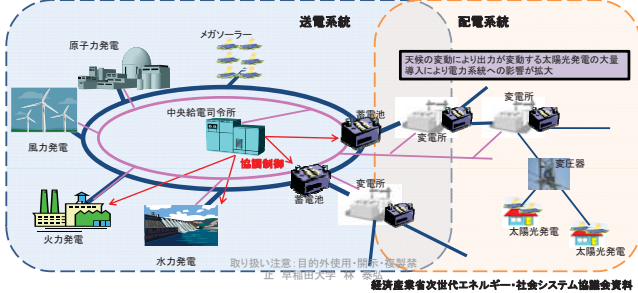 送電系統
配電系統
原子力発電
メガソーラー
天候の変動により出力が変動する太陽光発電の大量
導入により電力系統への影響が拡大
中央給電司令所
蓄電池
変電所
変電所
風力発電
協調制御
変圧器
蓄電池
変電所
火力発電
水力発電
太陽光発電
太陽光発電
取り扱い注意：目的外使用・開示・複製禁
止 早稲田大学 林 泰弘
経済産業省次世代エネルギー・社会システム協議会資料